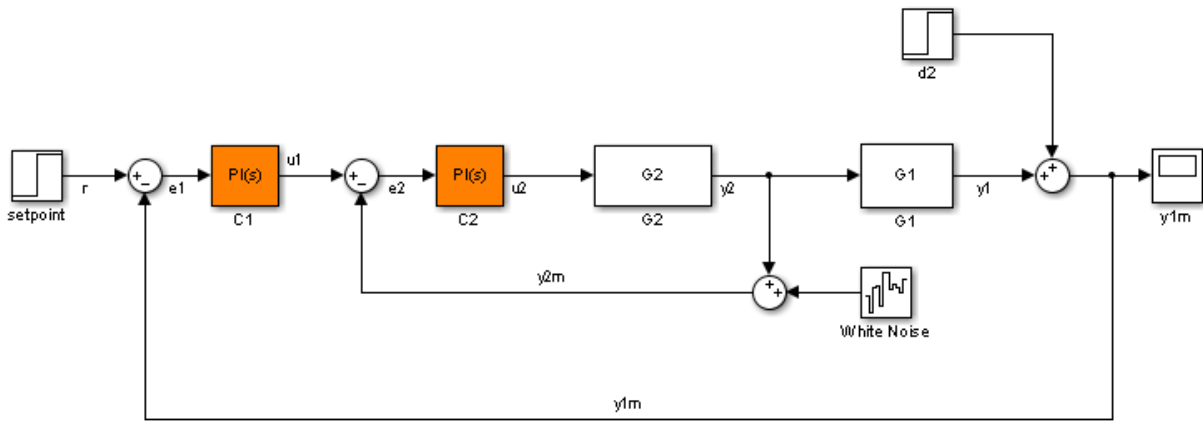 d2
u1
PI(s)
PI(s)
G2
G1
r
e1
e2
u2
y2
y1
setpoint
C1
C2
G2
G1
y1m
y2m
White Noise
y1m